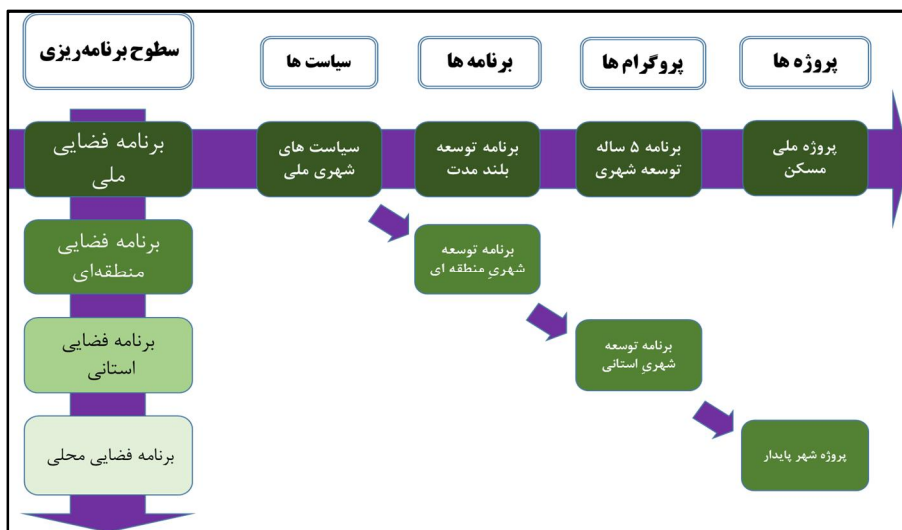 سطوح برنامه‌ریزی
سیاست ها
برنامه ها
پروگرام ها
پروژه ها
برنامه فضایی
ملی
سیاست های
شهری ملی
برنامه توسعه
بلند مدت
برنامه ۵ ساله
توسعه شهری
پروژه ملی
مسکن
برنامه فضایی
منطقه‌ای
برنامه توسعه
شهریِ منطقه ای
برنامه فضایی
استانی
برنامه توسعه
شهریِ استانی
برنامه فضایی محلی
پروژه شهر پایدار